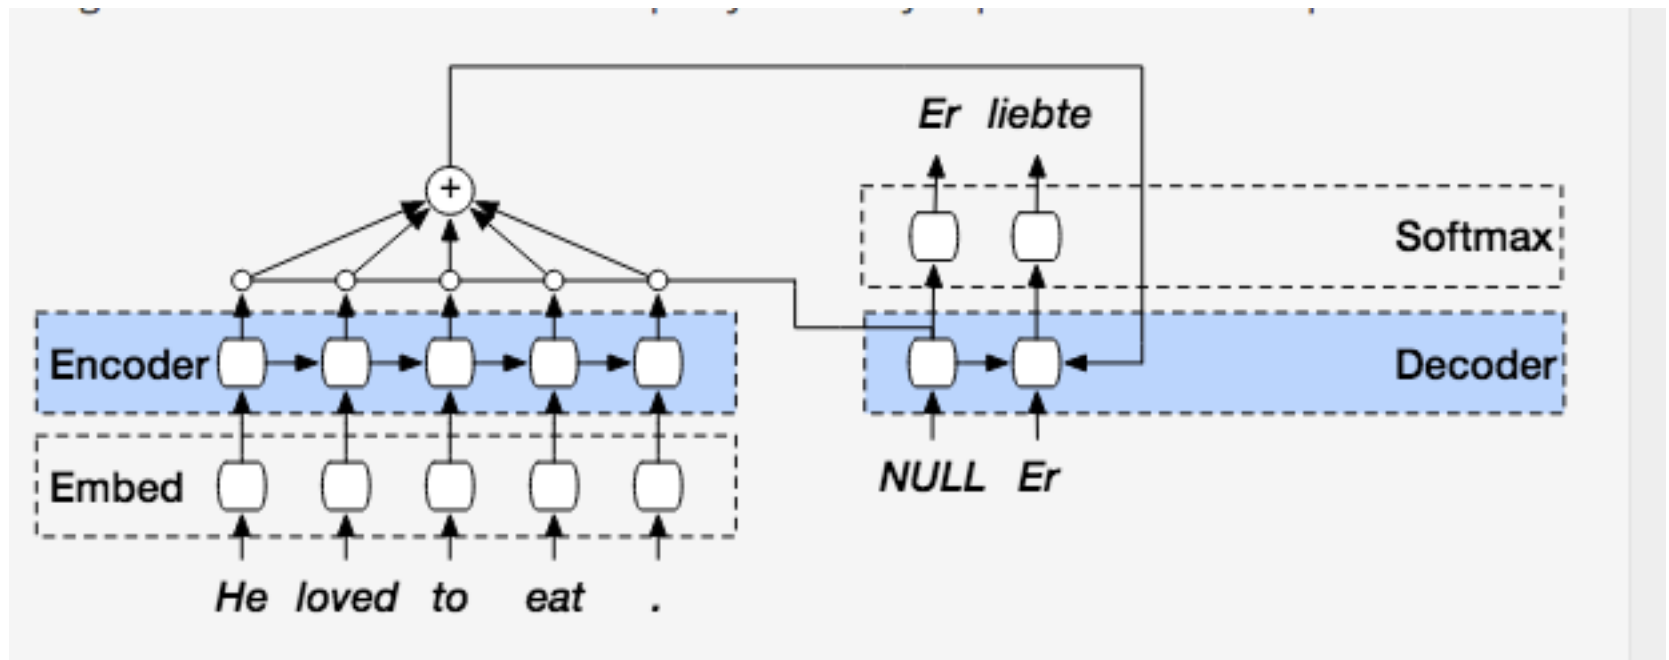 Er liebte
+
Softmax
Encoder
Decoder
Embed
NULL Er
He loved to eat .